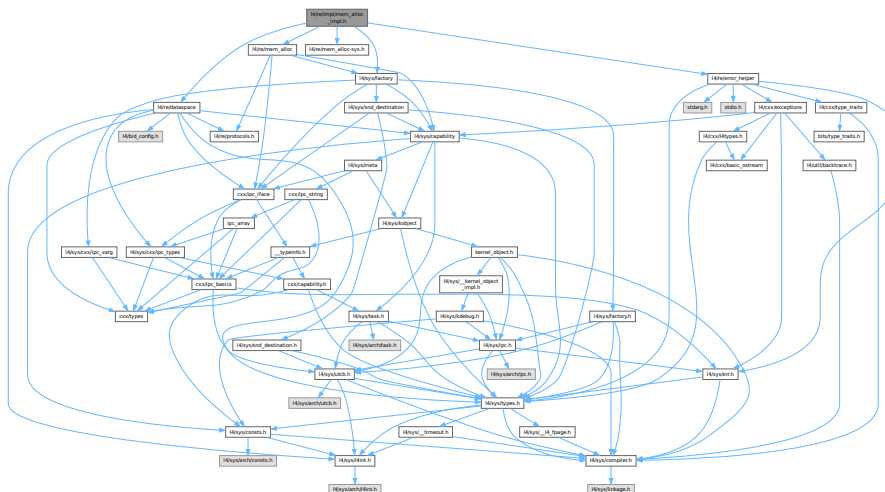 l4/re/impl/mem_alloc
_impl.h
l4/re/mem_alloc
l4/re/mem_alloc-sys.h
l4/sys/factory
l4/re/error_helper
l4/re/dataspace
l4/sys/snd_destination
stdarg.h
stdio.h
l4/cxx/exceptions
l4/cxx/type_traits
l4/bid_config.h
l4/re/protocols.h
l4/sys/capability
l4/cxx/l4types.h
bits/type_traits.h
l4/sys/meta
l4/cxx/basic_ostream
l4/util/backtrace.h
cxx/ipc_iface
cxx/ipc_string
ipc_array
l4/sys/kobject
l4/sys/cxx/ipc_varg
l4/sys/cxx/ipc_types
__typeinfo.h
kernel_object.h
cxx/ipc_basics
cxx/capability.h
l4/sys/__kernel_object
_impl.h
cxx/types
l4/sys/task.h
l4/sys/kdebug.h
l4/sys/factory.h
l4/sys/snd_destination.h
l4/sys/arch/task.h
l4/sys/ipc.h
l4/sys/utcb.h
l4/sys/arch/ipc.h
l4/sys/err.h
l4/sys/arch/utcb.h
l4/sys/types.h
l4/sys/consts.h
l4/sys/__timeout.h
l4/sys/__l4_fpage.h
l4/sys/arch/consts.h
l4/sys/l4int.h
l4/sys/compiler.h
l4/sys/arch/l4int.h
l4/sys/linkage.h